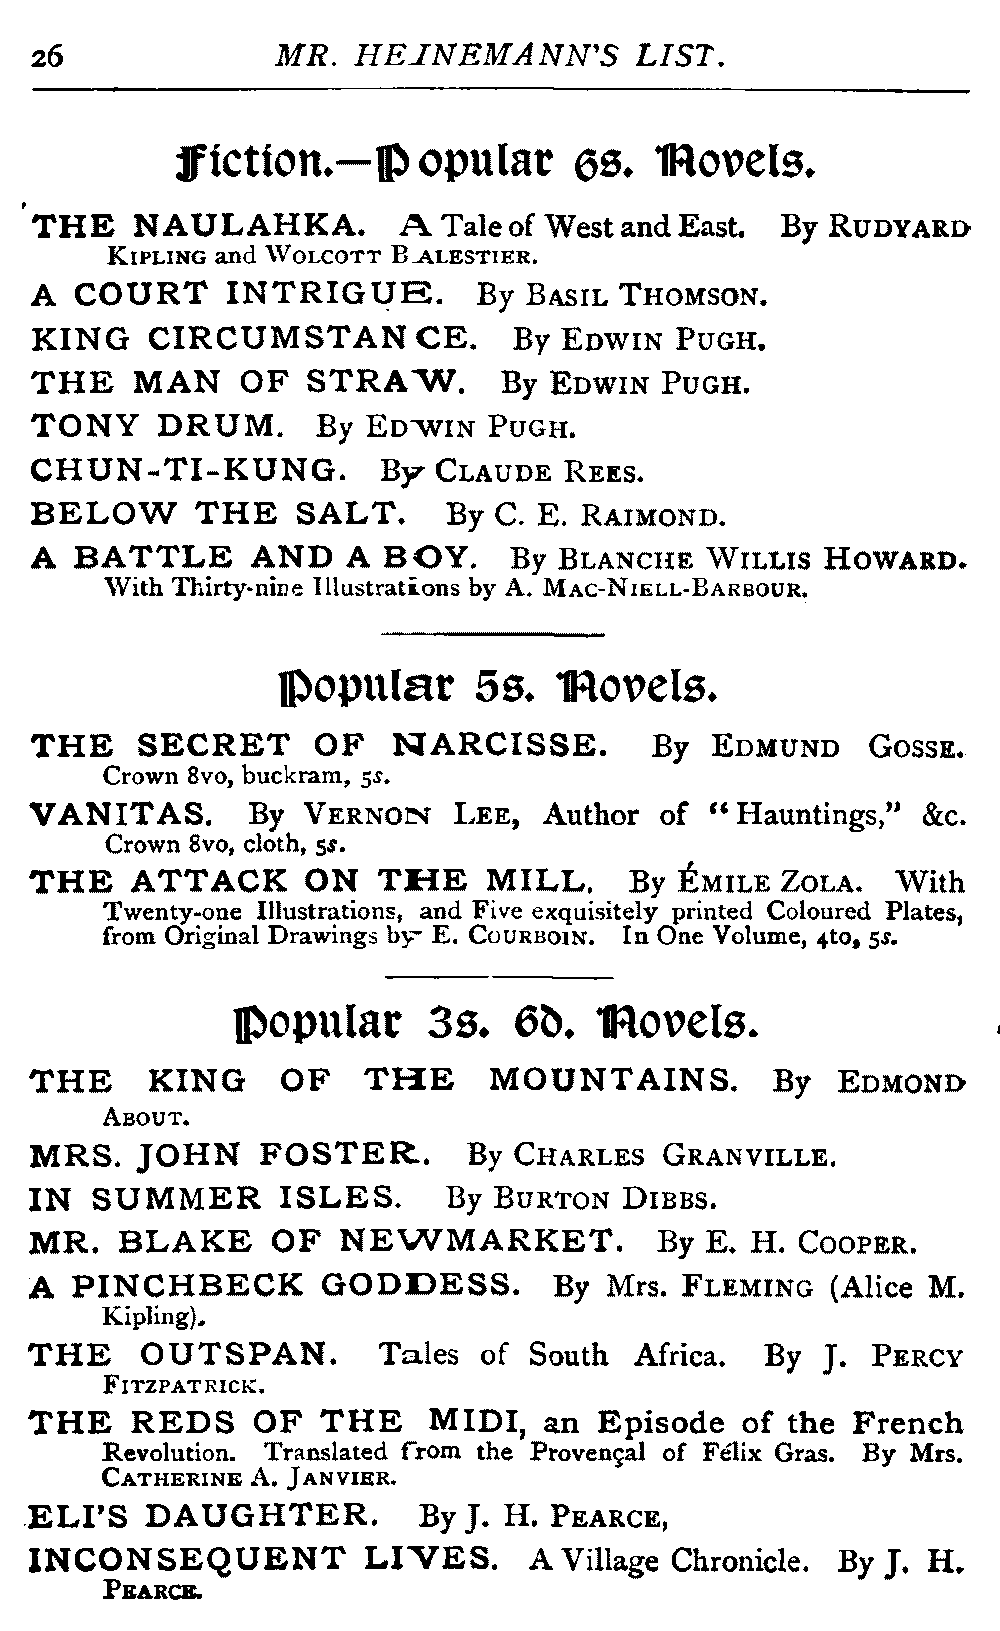 26 MR. HEINEMANN'S LIST.
Fiction.—Popular 6s. Novels.
THE NAULAHKA. A Tale of West and East. By RUDYARD
KIPLING and WOLCOTT BALESTIER.
A COURT INTRIGUE. By BASIL THOMSON.
KING CIRCUMSTANCE. By EDWIN PUGH.
THE MAN OF STRAW. By EDWIN PUGH.
TONY DRUM. By EDWIN PUGH.
CHUN-TI-KUNG. By CLAUDE REES.
BELOW THE SALT. By C. E. RAIMOND.
A BATTLE AND A BOY. By BLANCHE WILLIS HOWARD.
With Thirty-nine Illustrations by A. MAC-NIELL-BARBOUR.
Popular 5s. Novels.
THE SECRET OF NARCISSE. By EDMUND GOSSE.
Crown 8vo, buckram, 5s.
VANITAS. By VERNON LEE, Author of "Hauntings," &c.
Crown 8vo, cloth, 5s.
THE ATTACK ON THE MILL. By ÉMILE ZOLA. With
Twenty-one Illustrations, and Five exquisitely printed Coloured Plates,
from Original Drawings by E. COURBOIN. In One Volume, 4to, 5s.
Popular 3s. 6d. Novels.
THE KING OF THE MOUNTAINS. By EDMOND
ABOUT.
MRS. JOHN FOSTER. By CHARLES GRANVILLE.
IN SUMMER ISLES. By BURTON DIBBS.
MR. BLAKE OF NEWMARKET. By E. H. COOPER.
A PINCHBECK GODDESS. By Mrs. FLEMING (Alice M.
Kipling).
THE OUTSPAN. Tales of South Africa. By J. PERCY
FITZPATRICK.
THE REDS OF THE MIDI, an Episode of the French
Revolution. Translated from the Provençal of Félix Gras. By Mrs.
CATHERINE A. JANVIER.
ELI'S DAUGHTER. By J. H. PEARCE,
INCONSEQUENT LIVES. A Village Chronicle. By J. H.
PEARCE.